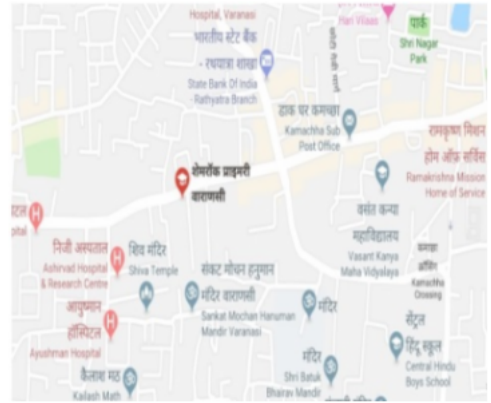 Hospital, Varanasi
Hari Vilaas
पार्क
Shri Nagar
Park
भारतीय स्टेट बैंक
- रथयात्रा शाखा
State Bank Of India
Rathyatra Branch
डाक घर कमच्छा
Kamachha Sub
Post Office
रामकृष्ण मिशन
होम ऑफ़ सर्विस
Ramakrishna Mission
Home of Service
शेमरॉक प्राइमरी
वाराणसी
वसंत कन्या
महाविद्यालय
Vasant Kanya
Maha Vidyalaya
निजी अस्पताल
Ashirvad Hospital
& Research Centre
शिव मंदिर
Shiva Temple
संकट मोचन हनुमान
मंदिर वाराणसी
Sankat Mochan Hanuman
Mandir Varanasi
मंदिर
Kamachha
Crossing
आयुष्मान
हॉस्पिटल
Ayushman Hospital
सेंट्रल
हिंदू स्कूल
Central Hindu
Boys School
मंदिर
Shri Batuk
Bhairav Mandir
कैलाश मठ
Kailash Math